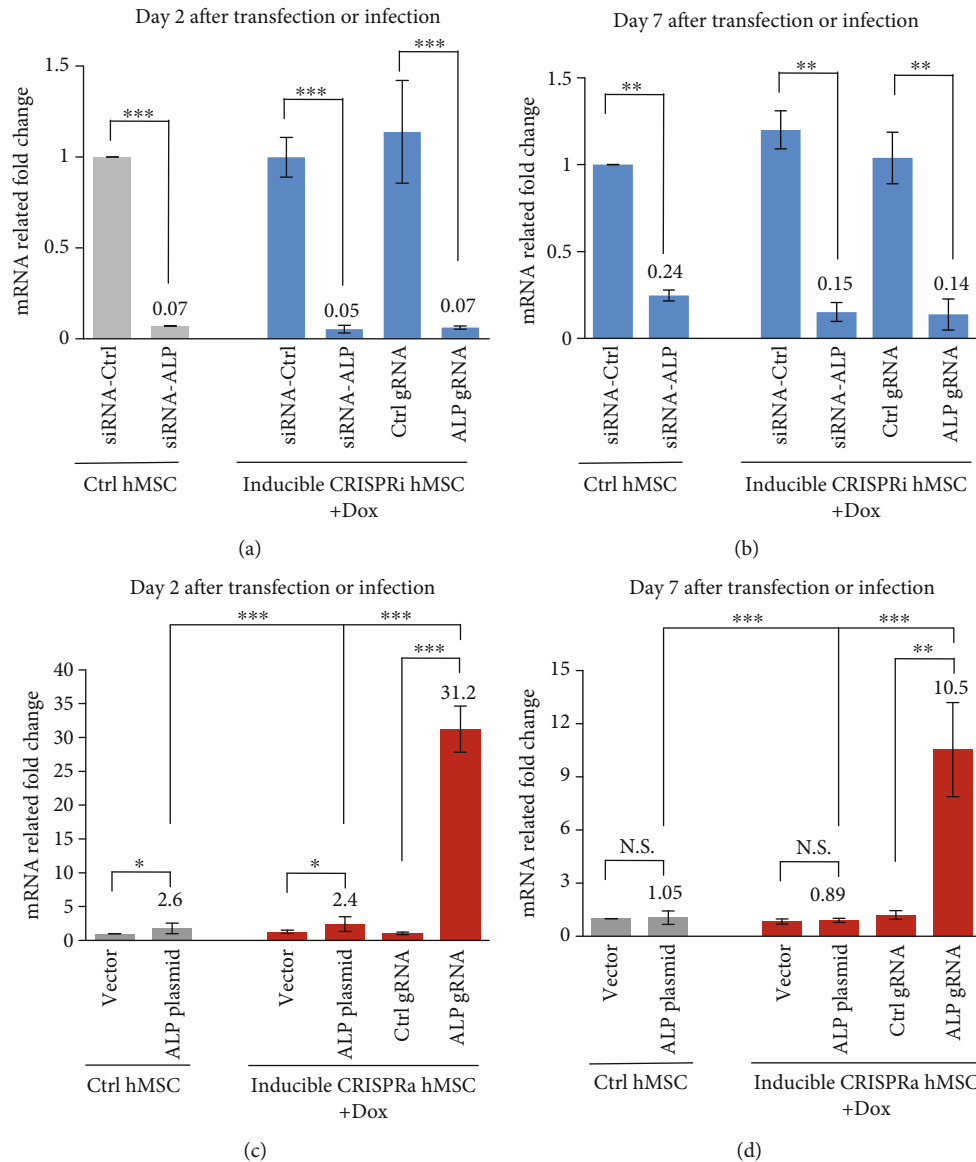 Day 2 after transfection or infection
***
***
***
1.5
1
0.5
0
mRNA related fold change
0.07
0.05
0.07
siRNA-Ctrl
siRNA-ALP
siRNA-Ctrl
siRNA-ALP
Ctrl gRNA
ALP gRNA
Ctrl hMSC
Inducible CRISPRi hMSC
+Dox
(a)
Day 7 after transfection or infection
**
**
**
1.5
1
0.5
0
mRNA related fold change
0.24
0.15
0.14
siRNA-Ctrl
siRNA-ALP
siRNA-Ctrl
siRNA-ALP
Ctrl gRNA
ALP gRNA
Ctrl hMSC
Inducible CRISPRi hMSC
+Dox
(b)
Day 2 after transfection or infection
***
***
***
40
35
30
25
20
15
10
5
0
mRNA related fold change
31.2
*
*
2.6
2.4
Vector
ALP plasmid
Vector
ALP plasmid
Ctrl gRNA
ALP gRNA
Ctrl hMSC
Inducible CRISPRa hMSC
+Dox
(c)
Day 7 after transfection or infection
***
***
**
15
12
9
6
3
0
mRNA related fold change
10.5
N.S.
N.S.
1.05
0.89
Vector
ALP plasmid
Vector
ALP plasmid
Ctrl gRNA
ALP gRNA
Ctrl hMSC
Inducible CRISPRa hMSC
+Dox
(d)